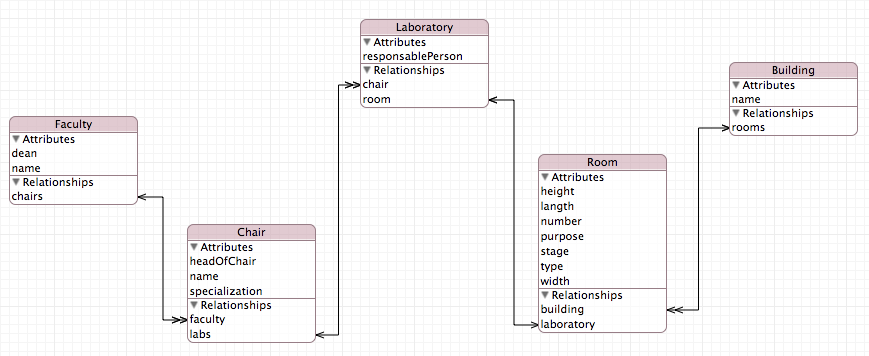 Laboratory
Attributes
responsablePerson
Relationships
chair
room
Building
Attributes
name
Relationships
rooms
Faculty
Attributes
dean
name
Relationships
chairs
Room
Attributes
height
langth
number
purpose
stage
type
width
Relationships
building
laboratory
Chair
Attributes
headOfChair
name
specialization
Relationships
faculty
labs